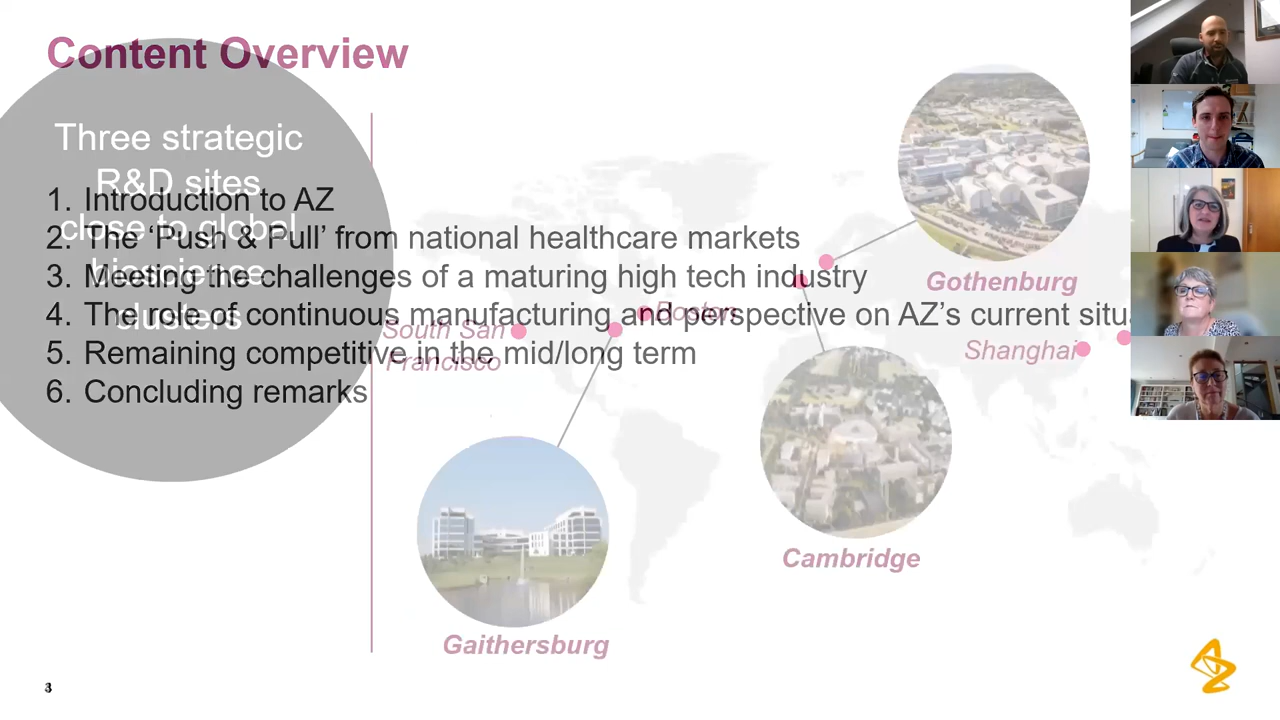 Content Overview
Three strategic
R&D sites
close to global
bioscience
clusters
1. Introduction to AZ
2. The ‘Push & Pull’ from national healthcare markets
3. Meeting the challenges of a maturing high tech industry
4. The role of continuous manufacturing and perspective on AZ’s current situ
5. Remaining competitive in the mid/long term
6. Concluding remarks
Gothenburg
Boston
South San
Francisco
Shanghai
Cambridge
Gaithersburg